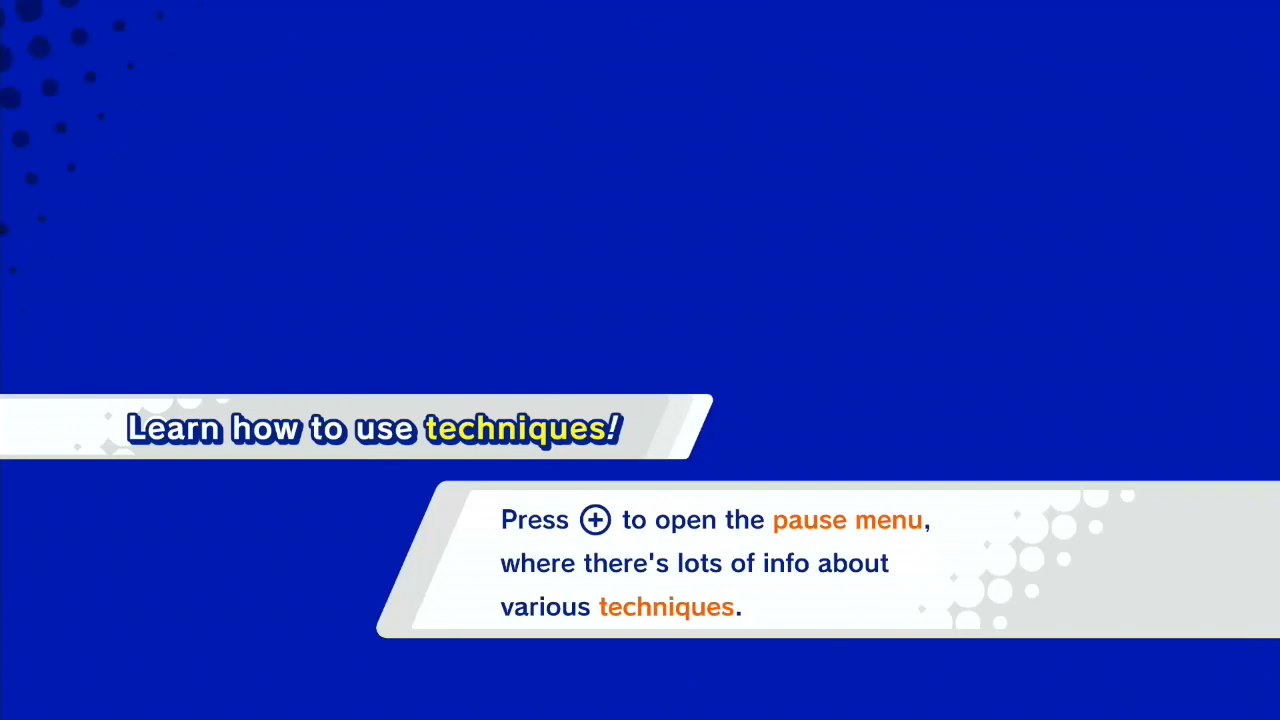 Learn how to use techniques!
Press ⊕ to open the pause menu,
where there's lots of info about
various techniques.